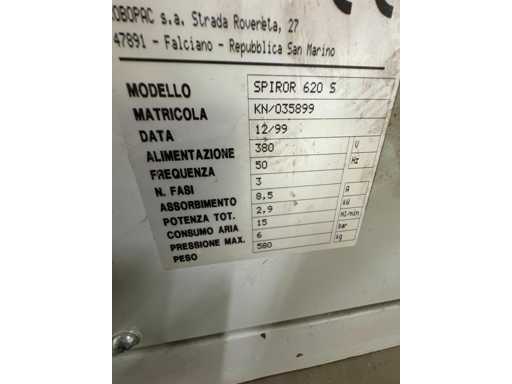 ROBOPAC s.a. Strada Rovereta, 27
47891 - Falciano - Repubblica San Marino
MODELLO SPIROR 620 S
MATRICOLA KN/035899
DATA 12/99
ALIMENTAZIONE 380 V
FREQUENZA 50 Hz
N. FASI 3
ASSORBIMENTO 8,5 A
POTENZA TOT. 2,9 kW
CONSUMO ARIA 15 Nl/min
PRESSIONE MAX. 6 bar
PESO 580 kg